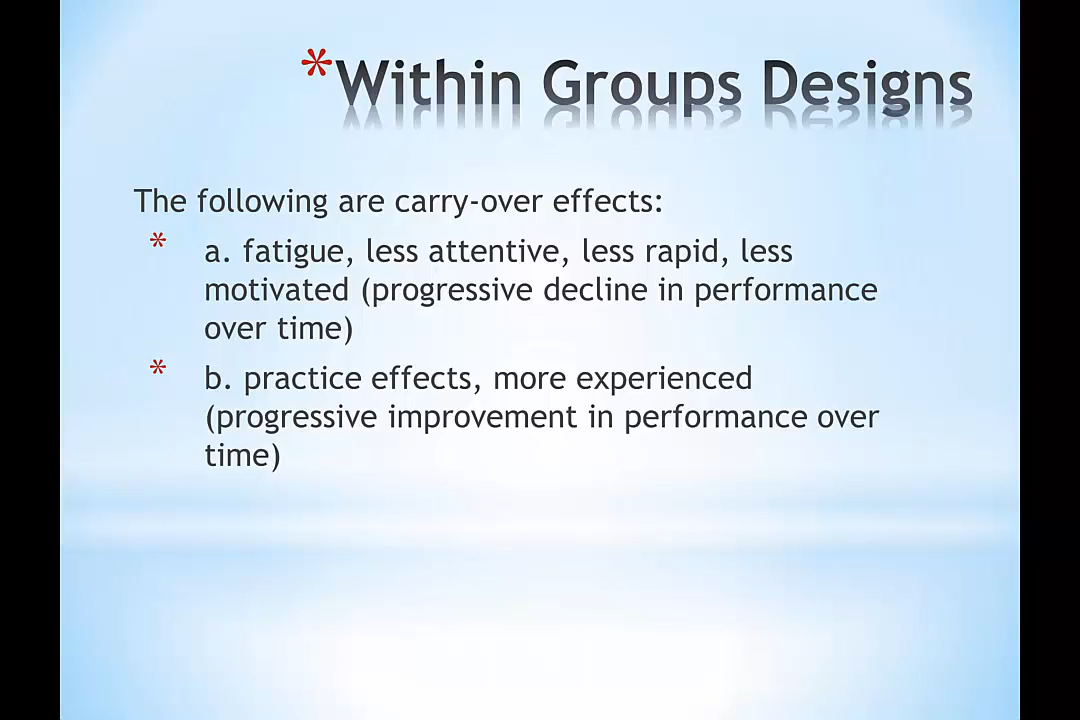 *Within Groups Designs
The following are carry-over effects:
* a. fatigue, less attentive, less rapid, less
motivated (progressive decline in performance
over time)
* b. practice effects, more experienced
(progressive improvement in performance over
time)